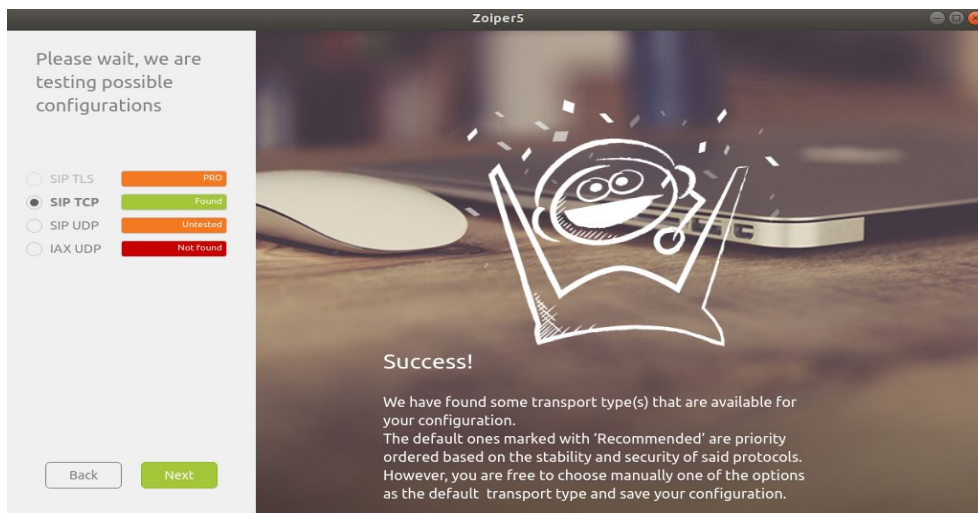 Zoiper5
Please wait, we are
testing possible
configurations
SIP TLS PRO
SIP TCP Found
SIP UDP Untested
IAX UDP Not found
Success!
We have found some transport type(s) that are available for
your configuration.
The default ones marked with ‘Recommended’ are priority
ordered based on the stability and security of said protocols.
However, you are free to choose manually one of the options
as the default transport type and save your configuration.
Back Next